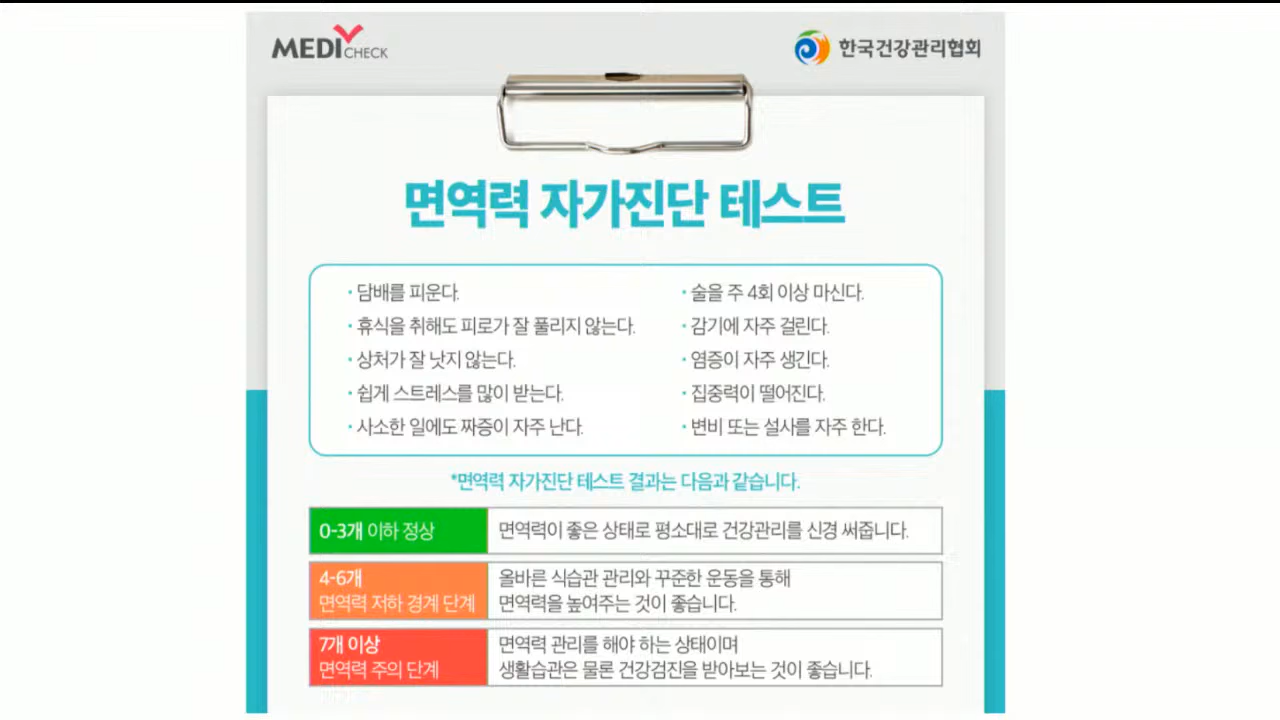 MEDI CHECK
한국건강관리협회
면역력 자가진단 테스트
· 담배를 피운다.
· 휴식을 취해도 피로가 잘 풀리지 않는다.
· 상처가 잘 낫지 않는다.
· 쉽게 스트레스를 많이 받는다.
· 사소한 일에도 짜증이 자주 난다.
· 술을 주 4회 이상 마신다.
· 감기에 자주 걸린다.
· 염증이 자주 생긴다.
· 집중력이 떨어진다.
· 변비 또는 설사를 자주 한다.
*면역력 자가진단 테스트 결과는 다음과 같습니다.
0-3개 이하 정상
면역력이 좋은 상태로 평소대로 건강관리를 신경 써줍니다.
4-6개
면역력 저하 경계 단계
올바른 식습관 관리와 꾸준한 운동을 통해
면역력을 높여주는 것이 좋습니다.
7개 이상
면역력 주의 단계
면역력 관리를 해야 하는 상태이며
생활습관은 물론 건강검진을 받아보는 것이 좋습니다.